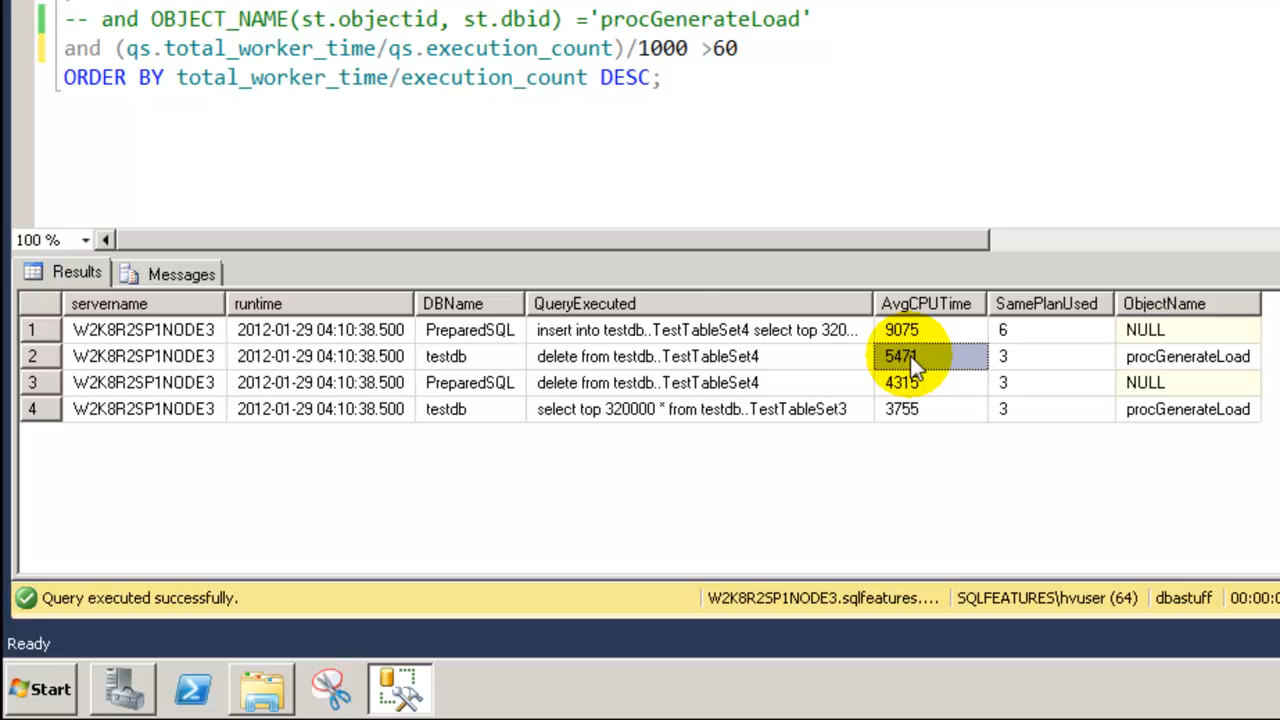 -- and OBJECT_NAME(st.objectid, st.dbid) ='procGenerateLoad'
and (qs.total_worker_time/qs.execution_count)/1000 >60
ORDER BY total_worker_time/execution_count DESC;
100 %
Results Messages
servername runtime DBName QueryExecuted AvgCPUTime SamePlanUsed ObjectName
1 W2K8R2SP1NODE3 2012-01-29 04:10:38.500 PreparedSQL insert into testdb..TestTableSet4 select top 320... 9075 6 NULL
2 W2K8R2SP1NODE3 2012-01-29 04:10:38.500 testdb delete from testdb..TestTableSet4 5471 3 procGenerateLoad
3 W2K8R2SP1NODE3 2012-01-29 04:10:38.500 PreparedSQL delete from testdb..TestTableSet4 4315 3 NULL
4 W2K8R2SP1NODE3 2012-01-29 04:10:38.500 testdb select top 320000 * from testdb..TestTableSet3 3755 3 procGenerateLoad
Query executed successfully. W2K8R2SP1NODE3.sqlfeatures.... SQLFEATURES\hvuser (64) dbastuff 00:00:0
Ready
Start